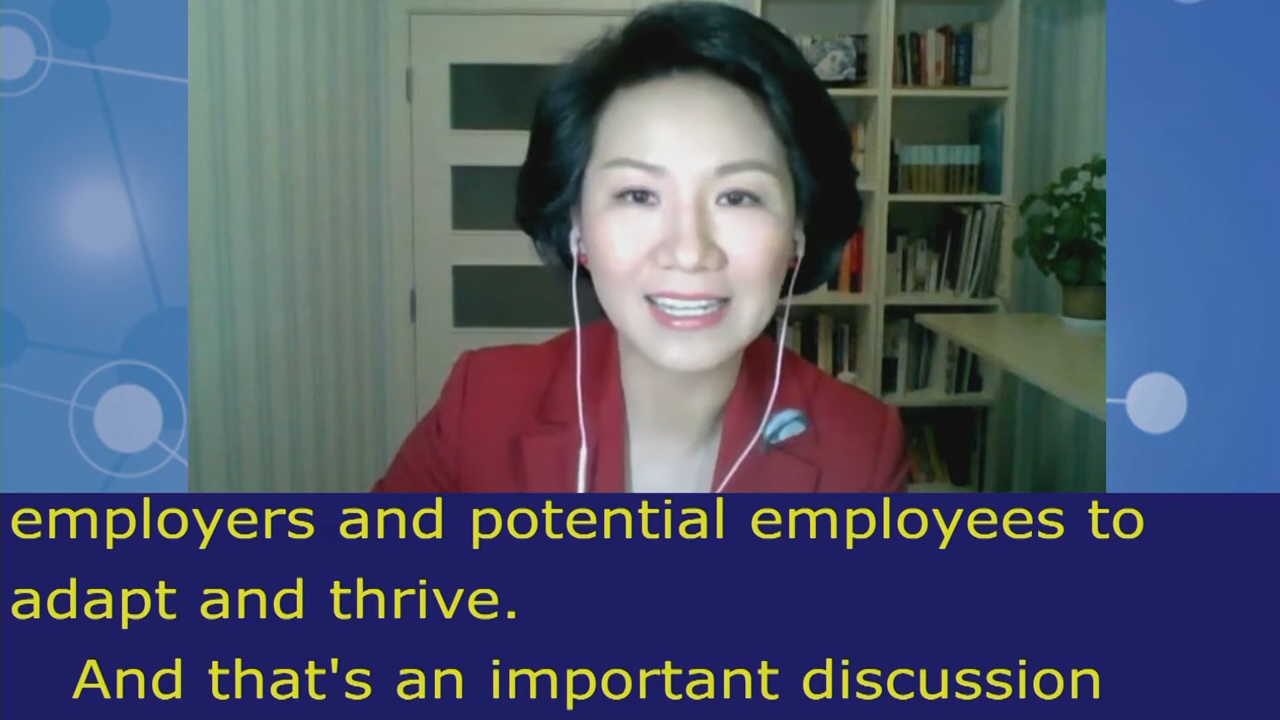 employers and potential employees to
adapt and thrive.
And that's an important discussion